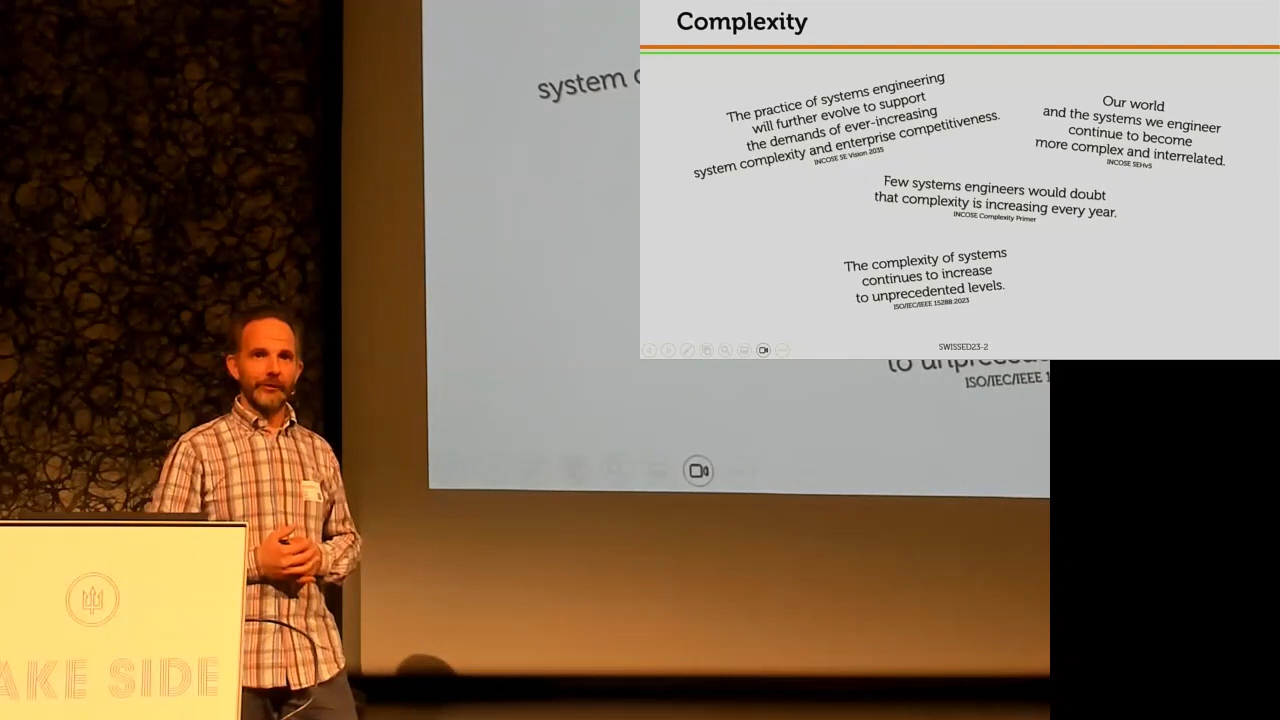 Complexity
The practice of systems engineering
will further evolve to support
the demands of ever-increasing
system complexity and enterprise competitiveness.
INCOSE SE Vision 2035
Our world
and the systems we engineer
continue to become
more complex and interrelated.
INCOSE SEHv5
Few systems engineers would doubt
that complexity is increasing every year.
INCOSE Complexity Primer
The complexity of systems
continues to increase
to unprecedented levels.
ISO/IEC/IEEE 15288:2023
SWISSED23-2
system
ISO/IEC/IEEE
AKE SIDE